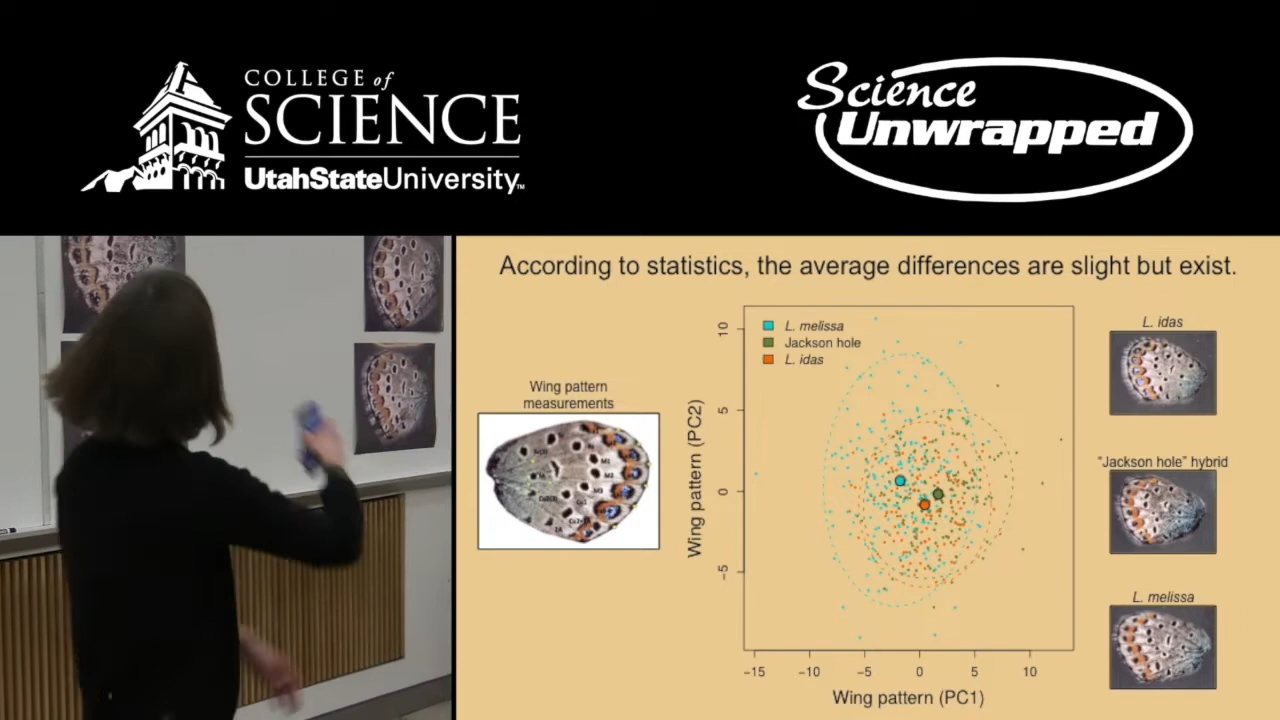 COLLEGE of
SCIENCE
UtahStateUniversity™
Science
Unwrapped
According to statistics, the average differences are slight but exist.
Wing pattern
measurements
L. melissa
Jackson hole
L. idas
10
5
0
−5
Wing pattern (PC2)
−15
−10
−5
0
5
10
Wing pattern (PC1)
L. idas
“Jackson hole” hybrid
L. melissa